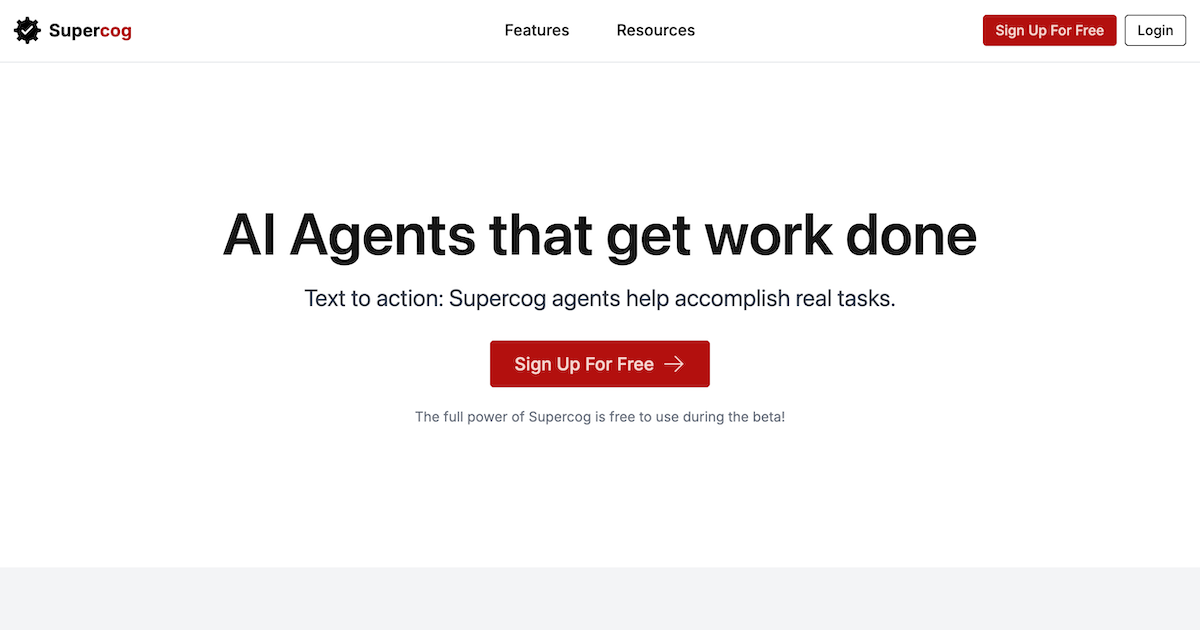 Supercog
Features
Resources
Sign Up For Free
Login
AI Agents that get work done
Text to action: Supercog agents help accomplish real tasks.
Sign Up For Free
The full power of Supercog is free to use during the beta!